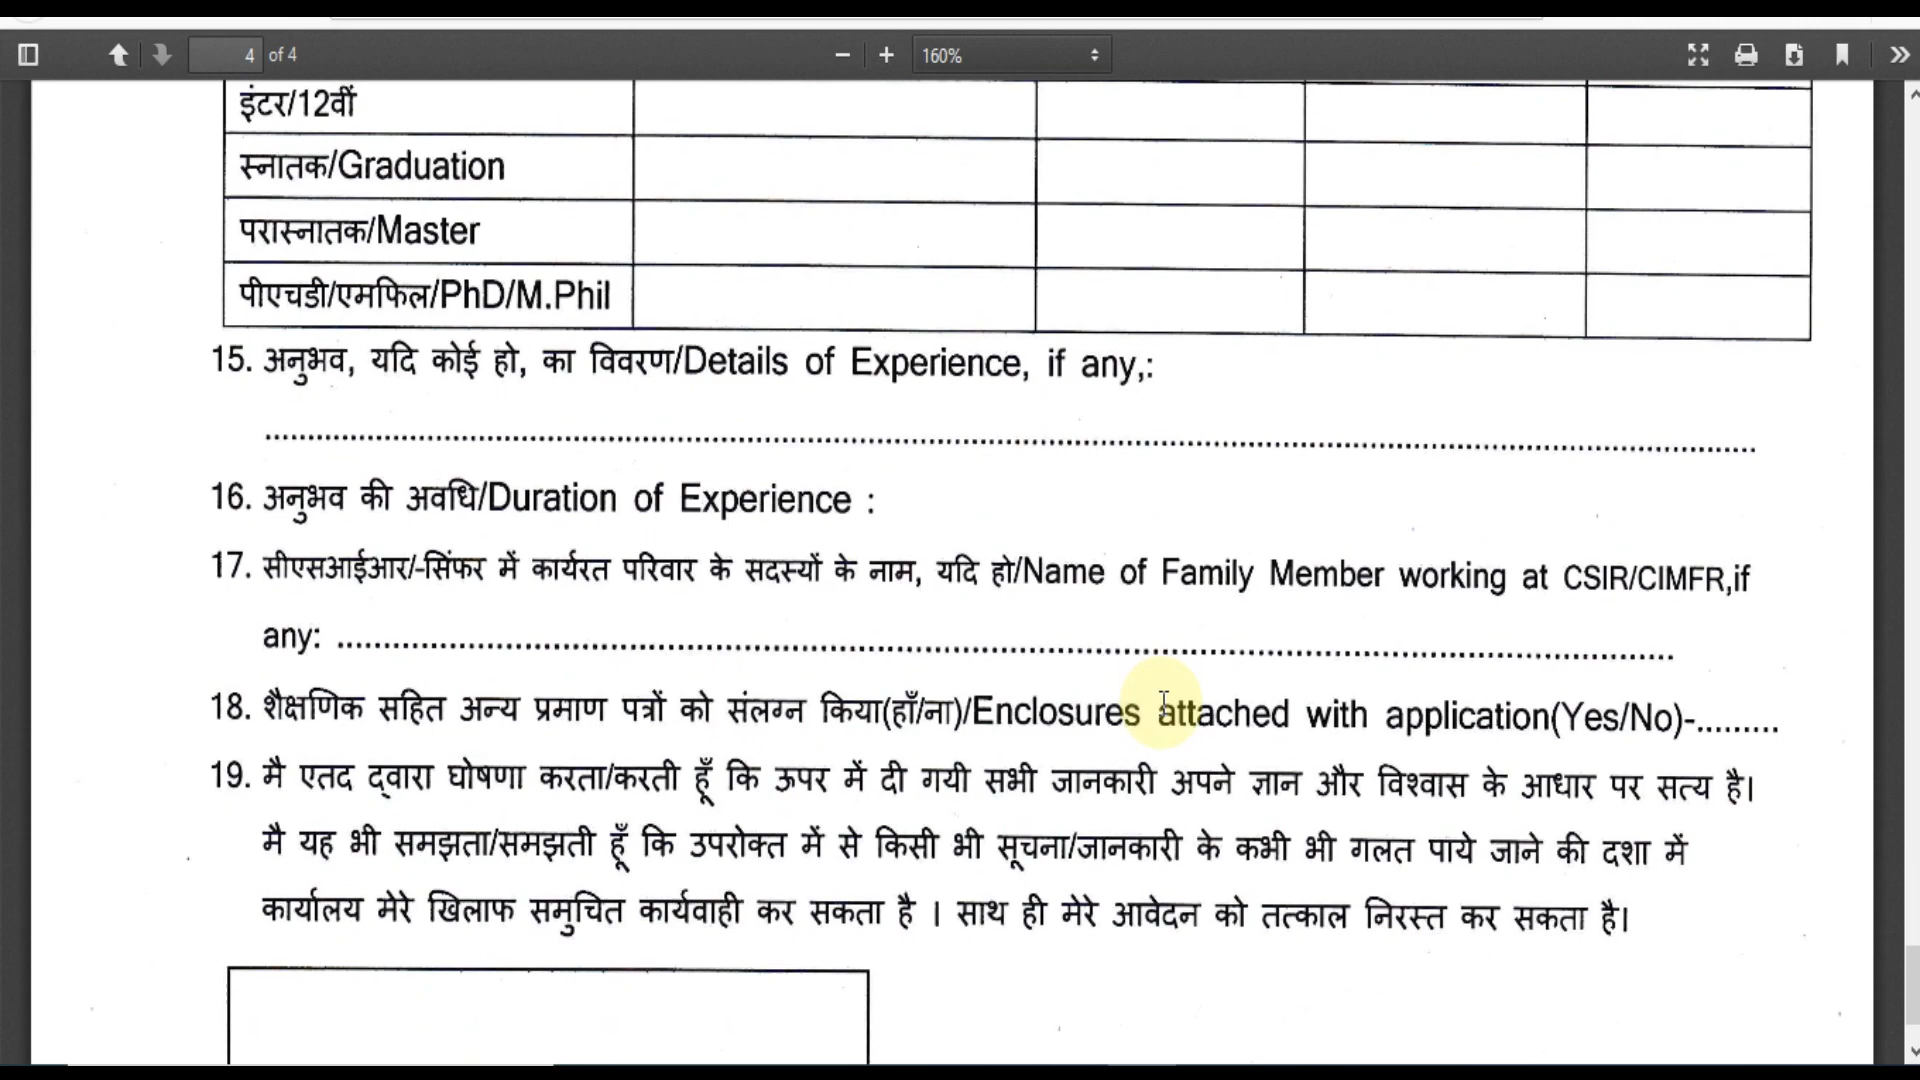 4 of 4
160%
इंटर/12वीं
स्नातक/Graduation
परास्नातक/Master
पीएचडी/एमफिल/PhD/M.Phil
15. अनुभव, यदि कोई हो, का विवरण/Details of Experience, if any,:
................................................................................
16. अनुभव की अवधि/Duration of Experience :
17. सीएसआईआर/-सिंफर में कार्यरत परिवार के सदस्यों के नाम, यदि हो/Name of Family Member working at CSIR/CIMFR,if
any: ................................................................................
18. शैक्षणिक सहित अन्य प्रमाण पत्रों को संलग्न किया(हाँ/ना)/Enclosures attached with application(Yes/No)-.........
19. मै एतद द्वारा घोषणा करता/करती हूँ कि ऊपर में दी गयी सभी जानकारी अपने ज्ञान और विश्वास के आधार पर सत्य है।
मै यह भी समझता/समझती हूँ कि उपरोक्त में से किसी भी सूचना/जानकारी के कभी भी गलत पाये जाने की दशा में
कार्यालय मेरे खिलाफ समुचित कार्यवाही कर सकता है । साथ ही मेरे आवेदन को तत्काल निरस्त कर सकता है।